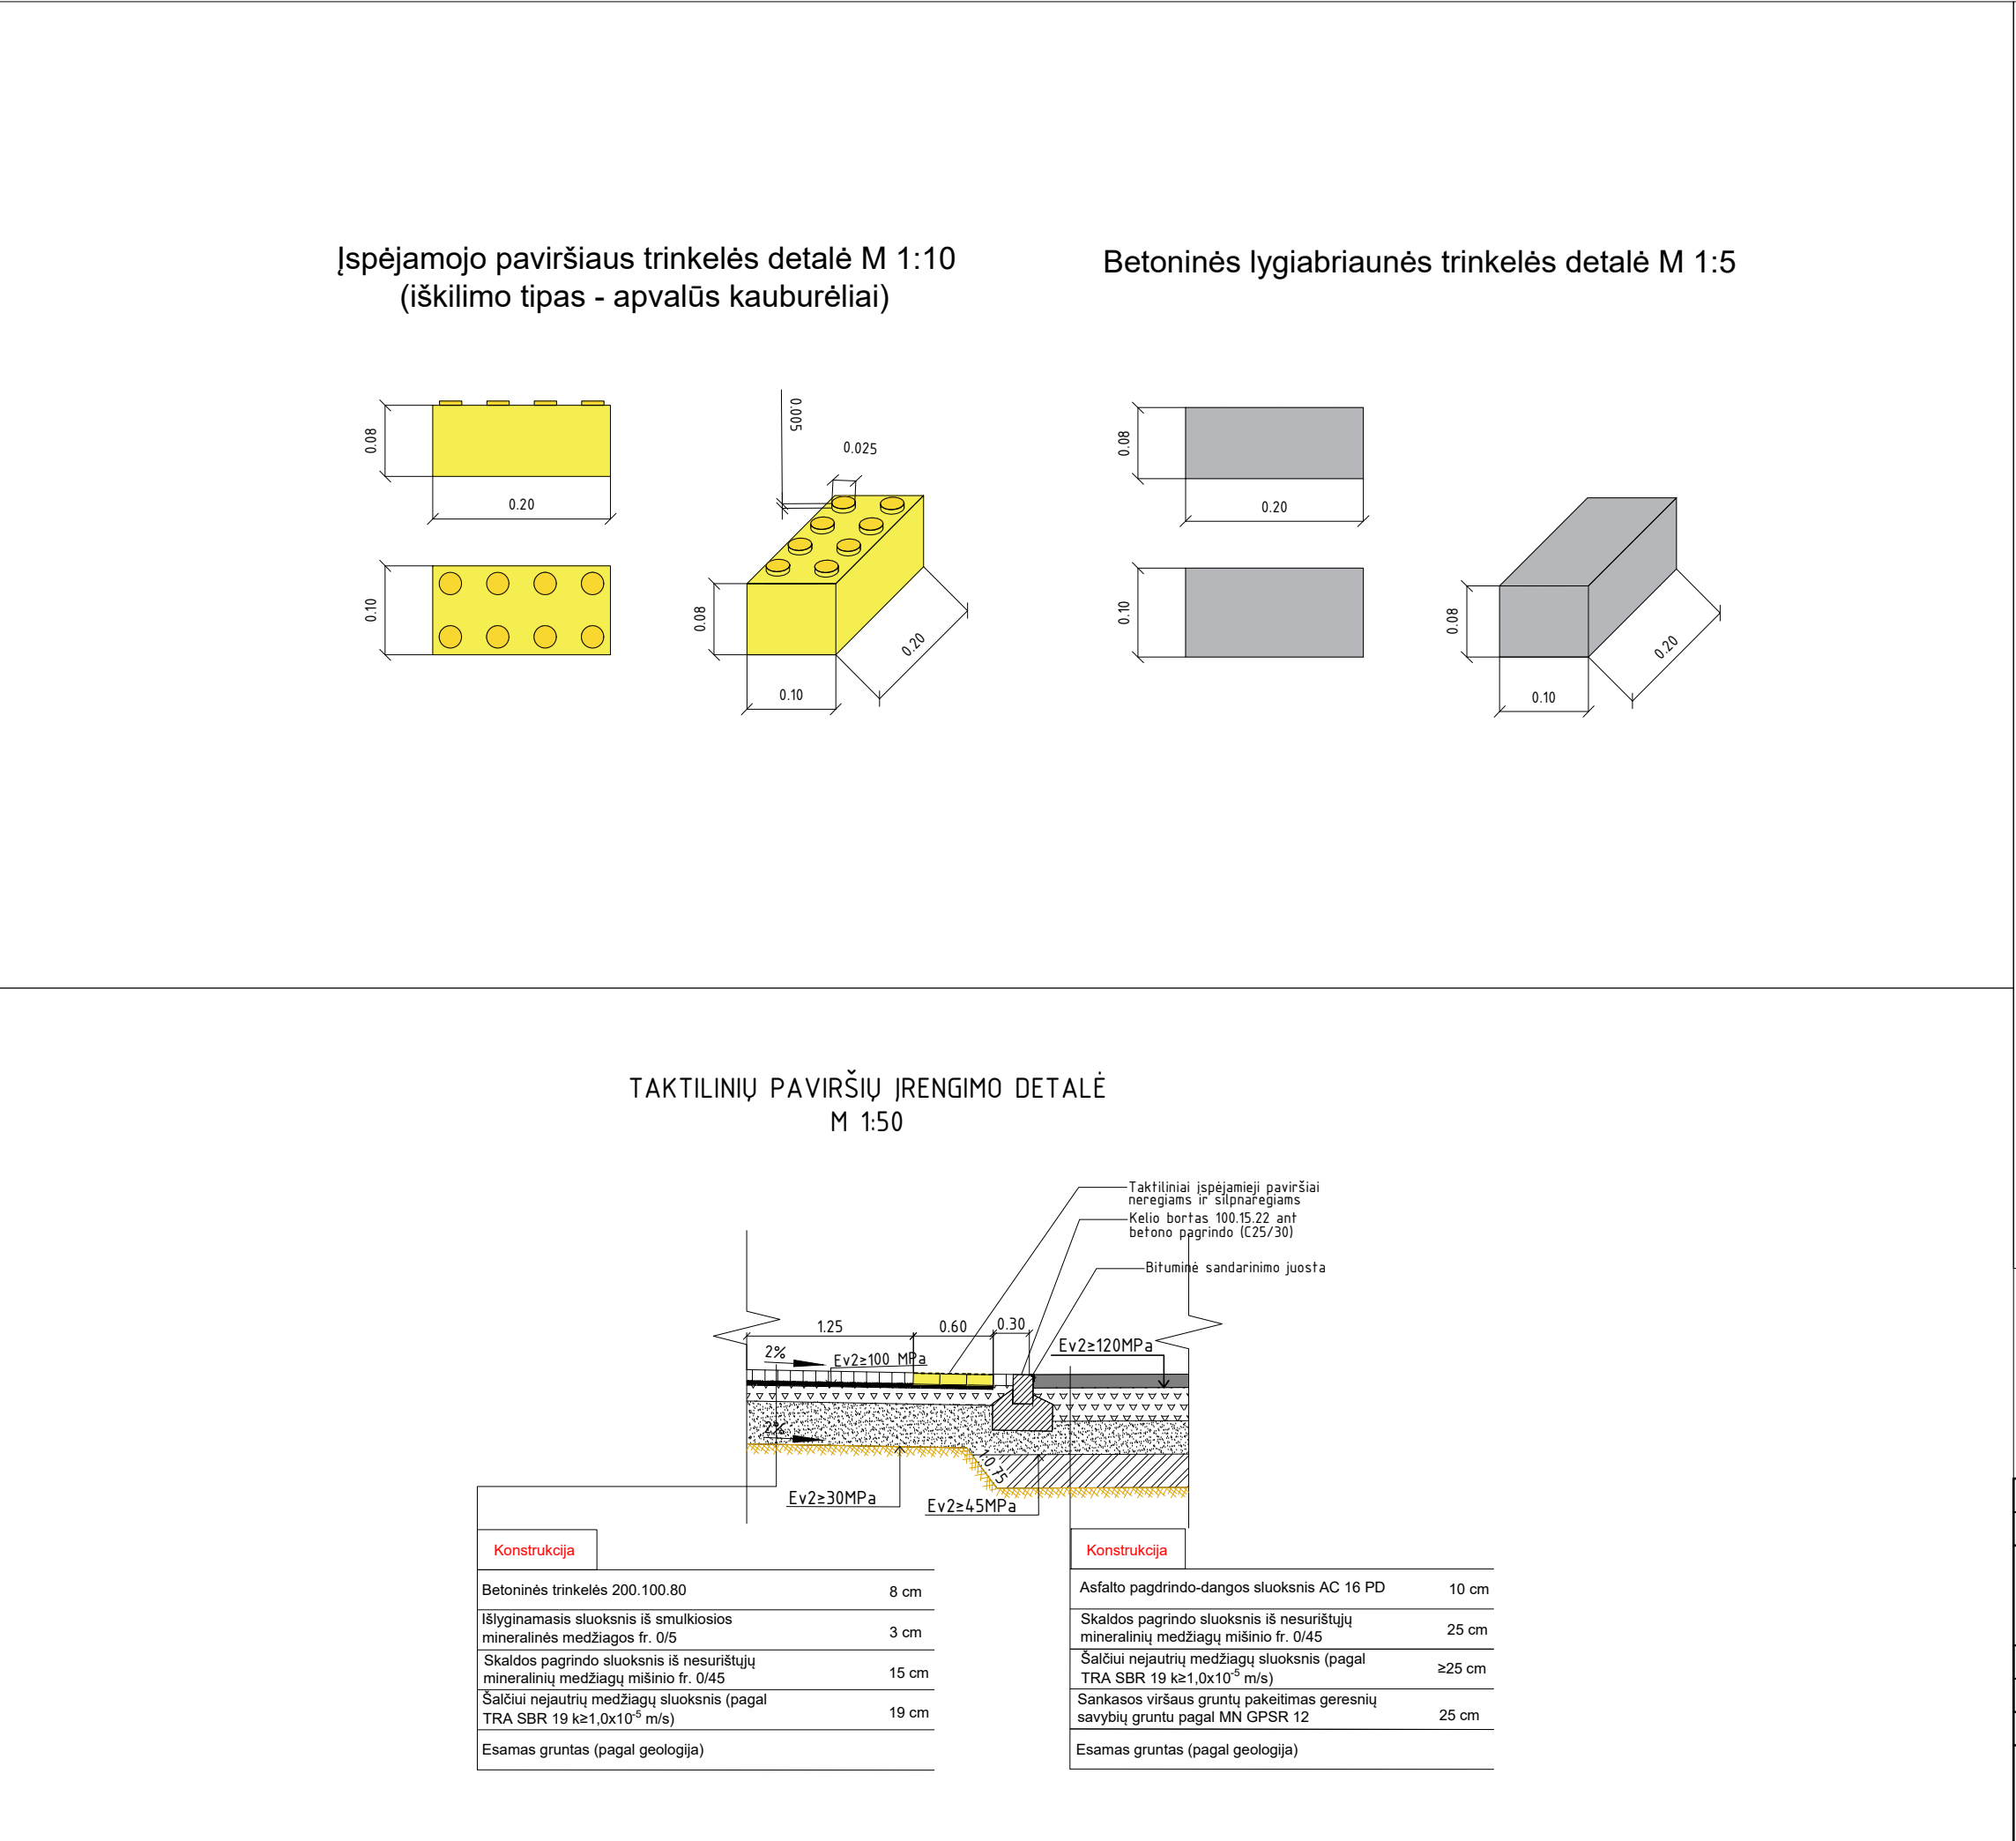 Įspėjamojo paviršiaus trinkelės detalė M 1:10
(iškilimo tipas - apvalūs kauburėliai)
Betoninės lygiabriaunės trinkelės detalė M 1:5
0.08
0.20
0.10
0.005
0.025
0.08
0.10
0.20
0.08
0.20
0.10
0.08
0.10
0.20
TAKTILINIŲ PAVIRŠIŲ ĮRENGIMO DETALĖ
M 1:50
Taktiliniai įspėjamieji paviršiai
neregiams ir silpnaregiams
Kelio bortas 100.15.22 ant
betono pagrindo (C25/30)
Bituminė sandarinimo juosta
1.25
0.60
0.30
2%
Ev2≥100 MPa
Ev2≥120MPa
2%
1:0.75
Ev2≥30MPa
Ev2≥45MPa
Konstrukcija
Betoninės trinkelės 200.100.80
8 cm
Išlyginamasis sluoksnis iš smulkiosios
mineralinės medžiagos fr. 0/5
3 cm
Skaldos pagrindo sluoksnis iš nesurištųjų
mineralinių medžiagų mišinio fr. 0/45
15 cm
Šalčiui nejautrių medžiagų sluoksnis (pagal
TRA SBR 19 k≥1,0x10⁻⁵ m/s)
19 cm
Esamas gruntas (pagal geologija)
Konstrukcija
Asfalto pagdrindo-dangos sluoksnis AC 16 PD
10 cm
Skaldos pagrindo sluoksnis iš nesurištųjų
mineralinių medžiagų mišinio fr. 0/45
25 cm
Šalčiui nejautrių medžiagų sluoksnis (pagal
TRA SBR 19 k≥1,0x10⁻⁵ m/s)
≥25 cm
Sankasos viršaus gruntų pakeitimas geresnių
savybių gruntu pagal MN GPSR 12
25 cm
Esamas gruntas (pagal geologija)